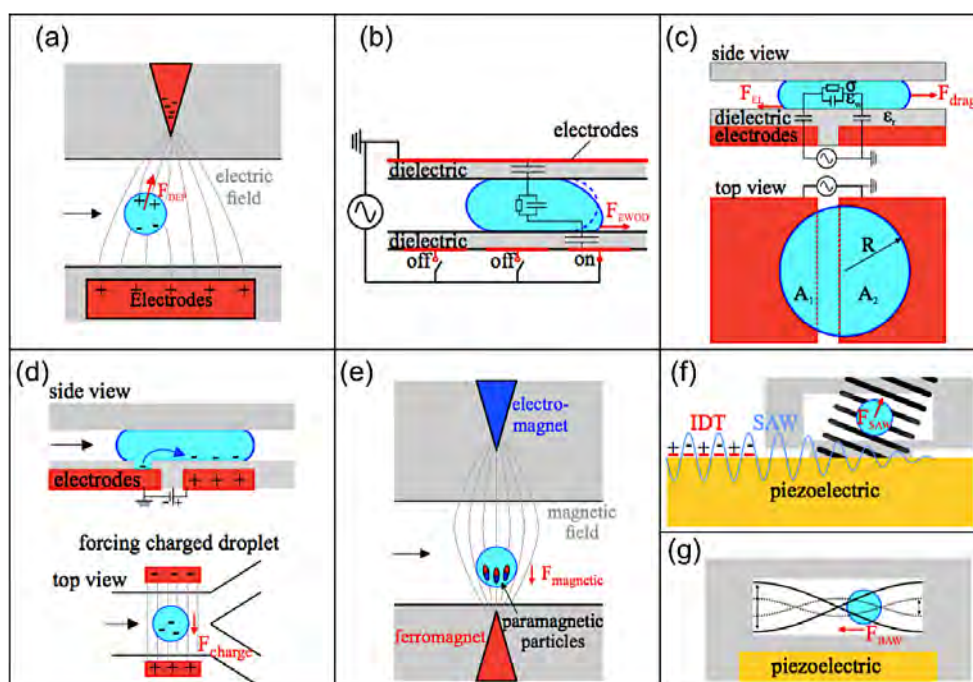 (a)
electric
field
F_DEP
+ +
- -
+ + + + +
Electrodes
(b)
electrodes
dielectric
F_EWOD
dielectric
off
off
on
(c)
side view
σ
F_EL
ε_w
F_drag
dielectric
ε_r
electrodes
top view
R
A_1
A_2
(d)
side view
electrodes
+ + +
+ + +
forcing charged droplet
- - - -
top view
F_charge
+ + + +
(e)
electro-
magnet
magnetic
field
F_magnetic
paramagnetic
particles
ferromagnet
(f)
F_SAW
IDT
SAW
piezoelectric
(g)
piezoelectric